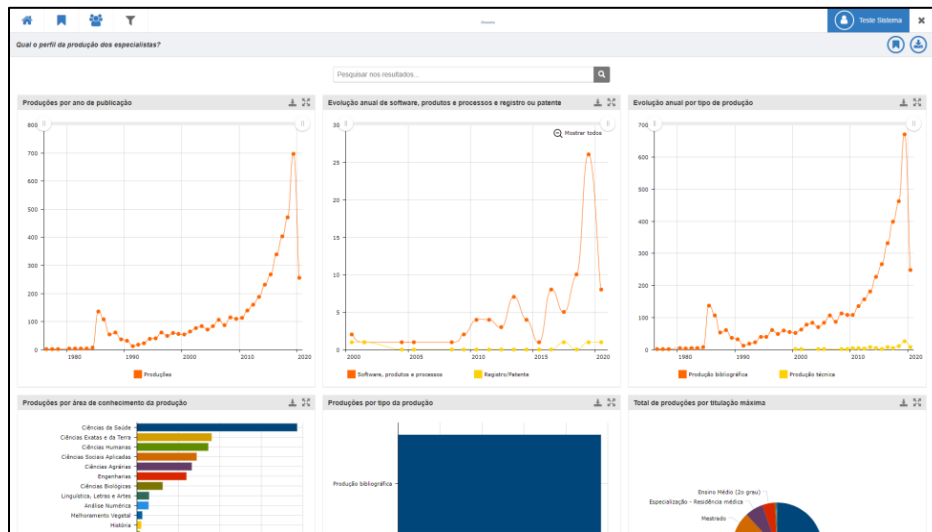 Teste Sistema
Qual o perfil da produção dos especialistas?
Pesquisar nos resultados...
Produções por ano de publicação
800
700
600
500
400
300
200
100
0
1980
1990
2000
2010
2020
Produções
Evolução anual de software, produtos e processos e registro ou patente
Mostrar todos
30
25
20
15
10
5
0
2000
2005
2010
2015
2020
Software, produtos e processos
Registro/Patente
Evolução anual por tipo de produção
700
600
500
400
300
200
100
0
1980
1990
2000
2010
2020
Produção bibliográfica
Produção técnica
Produções por área de conhecimento da produção
Ciências da Saúde
Ciências Exatas e da Terra
Ciências Humanas
Ciências Sociais Aplicadas
Ciências Agrárias
Engenharias
Ciências Biológicas
Linguística, Letras e Artes
Análise Numérica
Melhoramento Vegetal
História
Produções por tipo da produção
Produção bibliográfica
Total de produções por titulação máxima
Ensino Médio (2o grau)
Especialização - Residência médica
Mestrado